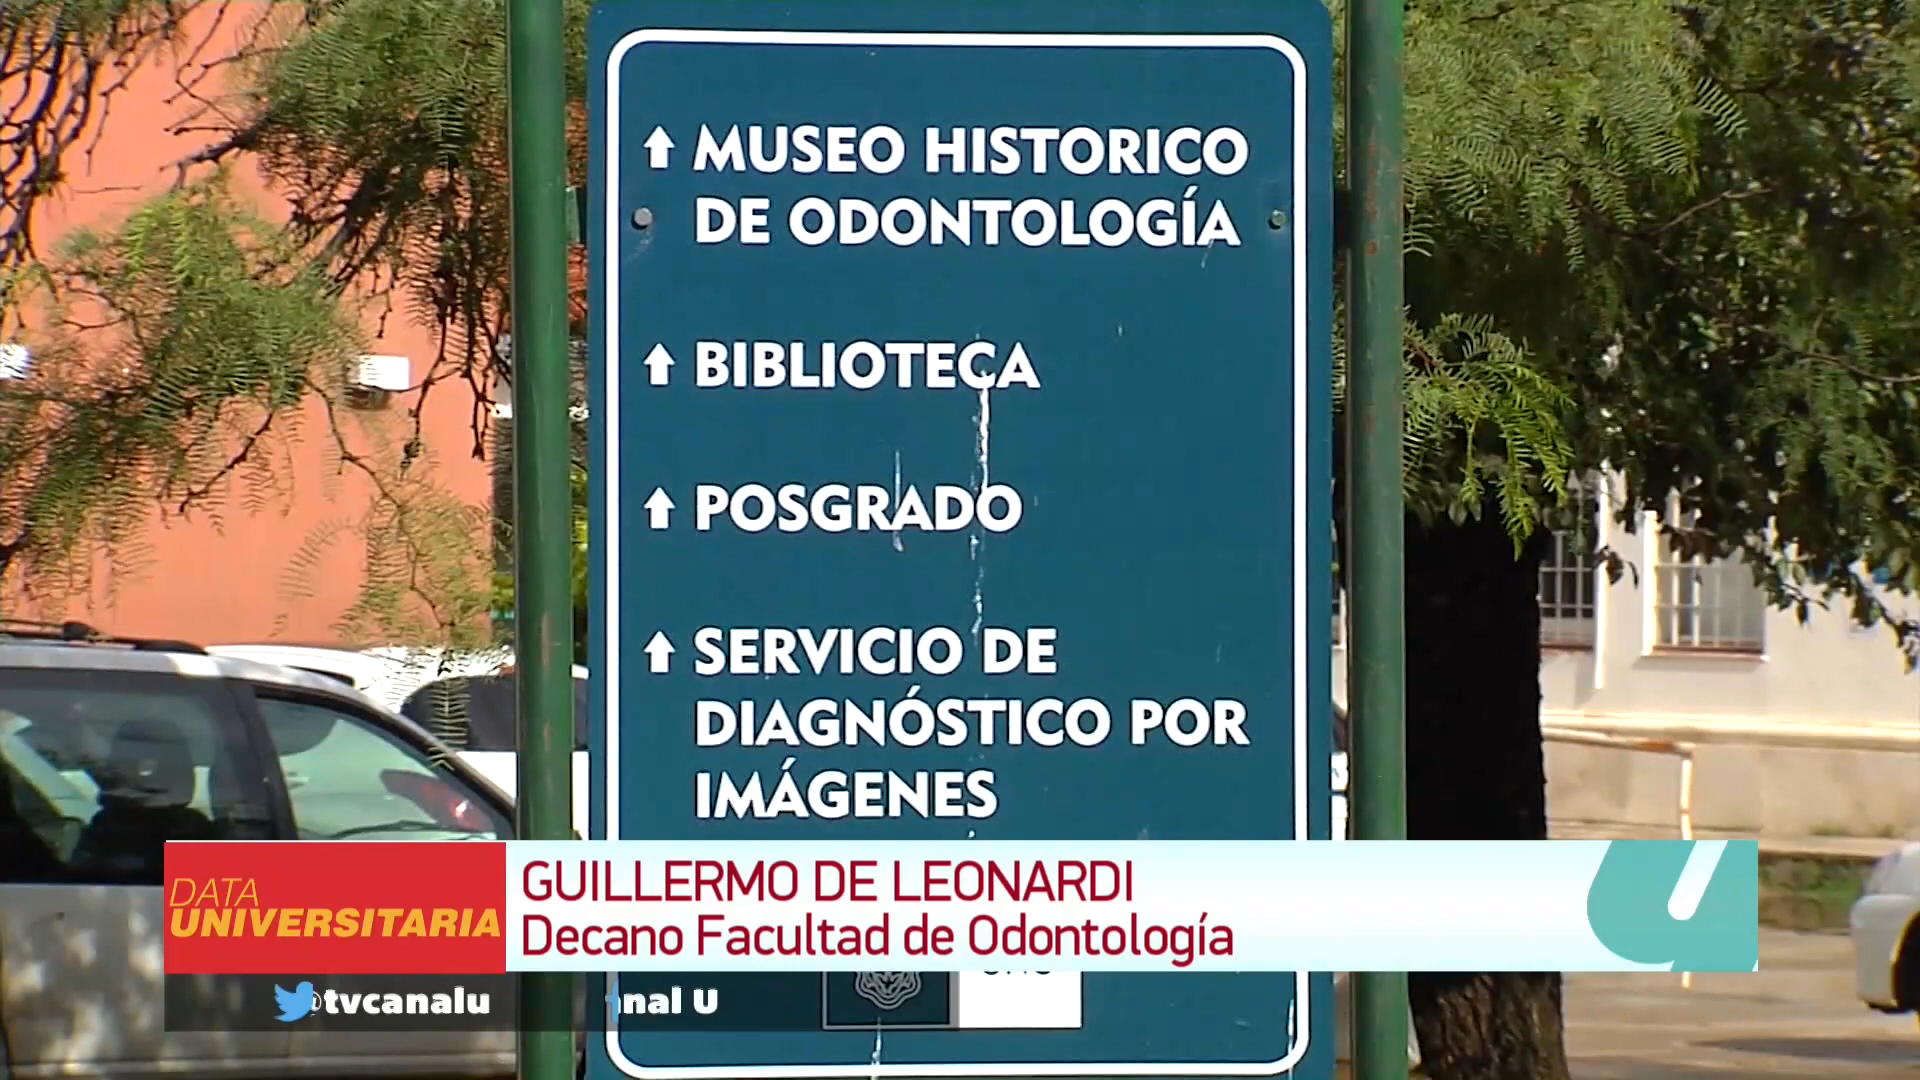 MUSEO HISTORICO
DE ODONTOLOGÍA
BIBLIOTECA
POSGRADO
SERVICIO DE
DIAGNÓSTICO POR
IMÁGENES
DATA
UNIVERSITARIA
GUILLERMO DE LEONARDI
Decano Facultad de Odontología
@tvcanalu
nal U